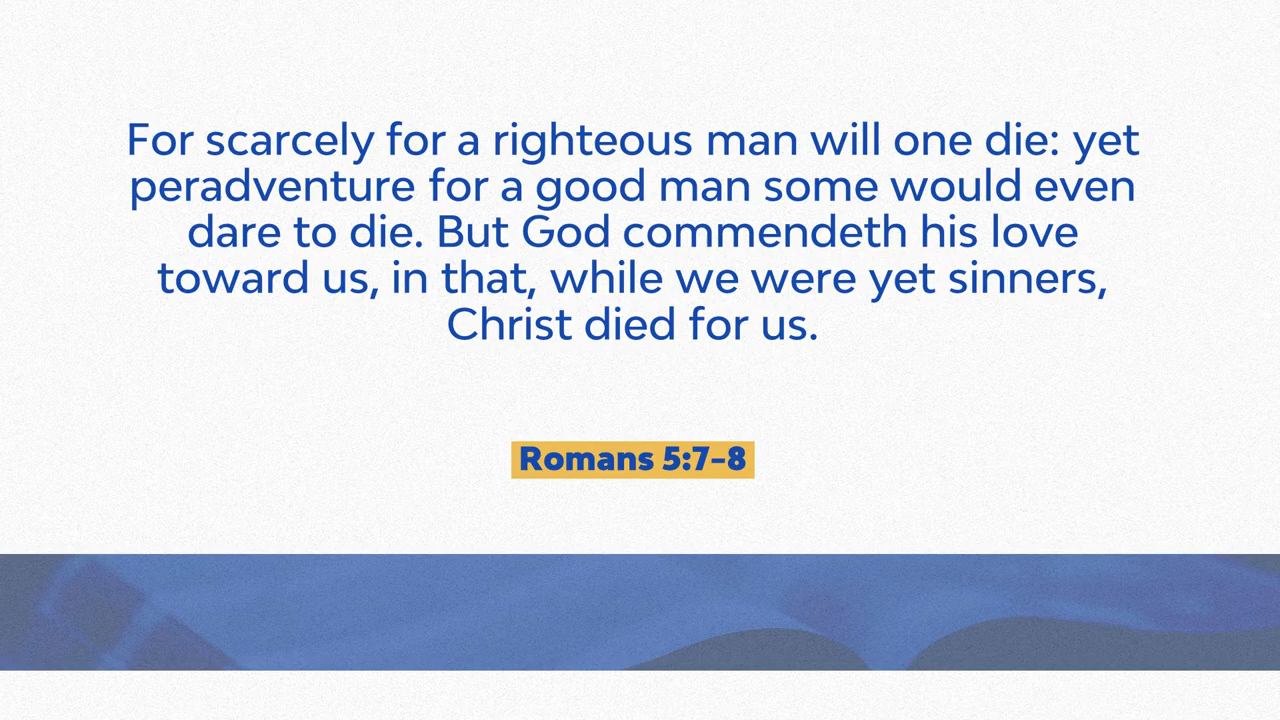 For scarcely for a righteous man will one die: yet
peradventure for a good man some would even
dare to die. But God commendeth his love
toward us, in that, while we were yet sinners,
Christ died for us.
Romans 5:7–8